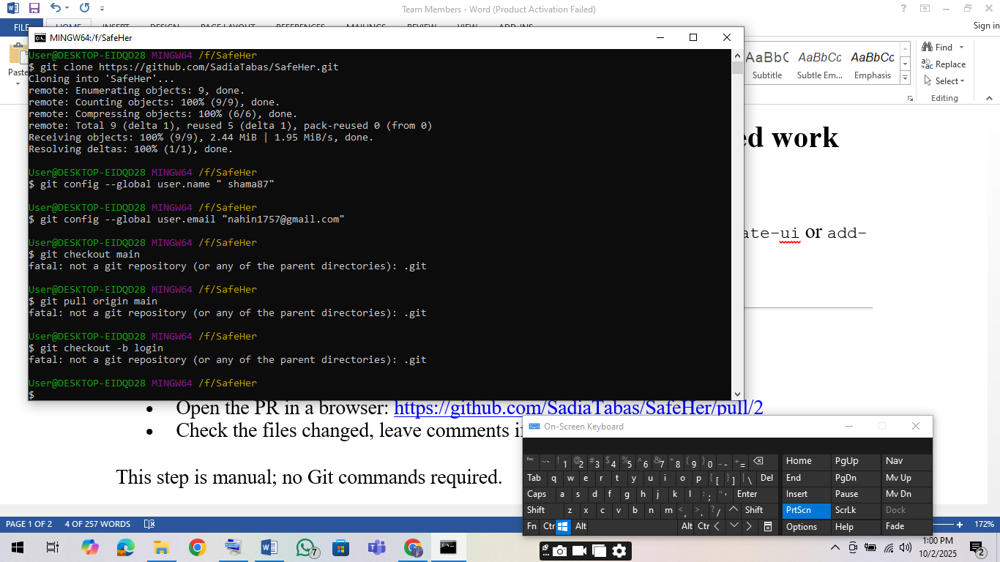 Team Members - Word (Product Activation Failed)
FILE HOME INSERT DESIGN PAGE LAYOUT REFERENCES MAILINGS REVIEW VIEW ADD-INS
Sign in
MINGW64:/f/SafeHer
Paste
AaBbC AaBbCc AaBbCc
Subtitle Subtle Em... Emphasis
Find
Replace
Select
Editing
User@DESKTOP-EIDQD28 MINGW64 /f/SafeHer
$ git clone https://github.com/SadiaTabas/SafeHer.git
Cloning into 'SafeHer'...
remote: Enumerating objects: 9, done.
remote: Counting objects: 100% (9/9), done.
remote: Compressing objects: 100% (6/6), done.
remote: Total 9 (delta 1), reused 5 (delta 1), pack-reused 0 (from 0)
Receiving objects: 100% (9/9), 2.44 MiB | 1.95 MiB/s, done.
Resolving deltas: 100% (1/1), done.
User@DESKTOP-EIDQD28 MINGW64 /f/SafeHer
$ git config --global user.name " shama87"
User@DESKTOP-EIDQD28 MINGW64 /f/SafeHer
$ git config --global user.email "nahin1757@gmail.com"
User@DESKTOP-EIDQD28 MINGW64 /f/SafeHer
$ git checkout main
fatal: not a git repository (or any of the parent directories): .git
User@DESKTOP-EIDQD28 MINGW64 /f/SafeHer
$ git pull origin main
fatal: not a git repository (or any of the parent directories): .git
User@DESKTOP-EIDQD28 MINGW64 /f/SafeHer
$ git checkout -b login
fatal: not a git repository (or any of the parent directories): .git
User@DESKTOP-EIDQD28 MINGW64 /f/SafeHer
$
ed work
ate-ui or add-
• Open the PR in a browser: https://github.com/SadiaTabas/SafeHer/pull/2
• Check the files changed, leave comments i
This step is manual; no Git commands required.
On-Screen Keyboard
Esc ~ ` ! 1 @ 2 # 3 $ 4 % 5 ^ 6 & 7 * 8 ( 9 ) 0 _ - + = Home PgUp Nav
Tab q w e r t y u i o p { [ } ] | \ Del End PgDn Mv Up
Caps a s d f g h j k l : ; " ' Enter Insert Pause Mv Dn
Shift z x c v b n m < , > . ? / Shift PrtScn ScrLk Dock
Fn Ctr Alt Alt Ctr Options Help Fade
PAGE 1 OF 2 4 OF 257 WORDS 172%
7
1:00 PM
10/2/2025
2